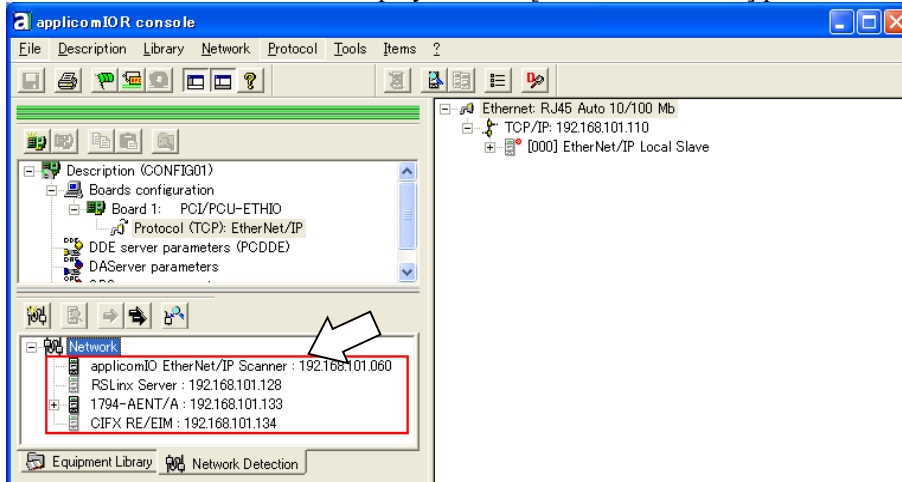 applicomIOR console
File Description Library Network Protocol Tools Items ?
Description (CONFIG01)
Boards configuration
Board 1: PCI/PCU-ETHIO
Protocol (TCP): EtherNet/IP
DDE server parameters (PCDDE)
DAServer parameters
Network
applicomIO EtherNet/IP Scanner : 192.168.101.060
RSLinx Server : 192.168.101.128
1794-AENT/A : 192.168.101.133
CIFX RE/EIM : 192.168.101.134
Equipment Library Network Detection
Ethernet: RJ45 Auto 10/100 Mb
TCP/IP: 192.168.101.110
[000] EtherNet/IP Local Slave